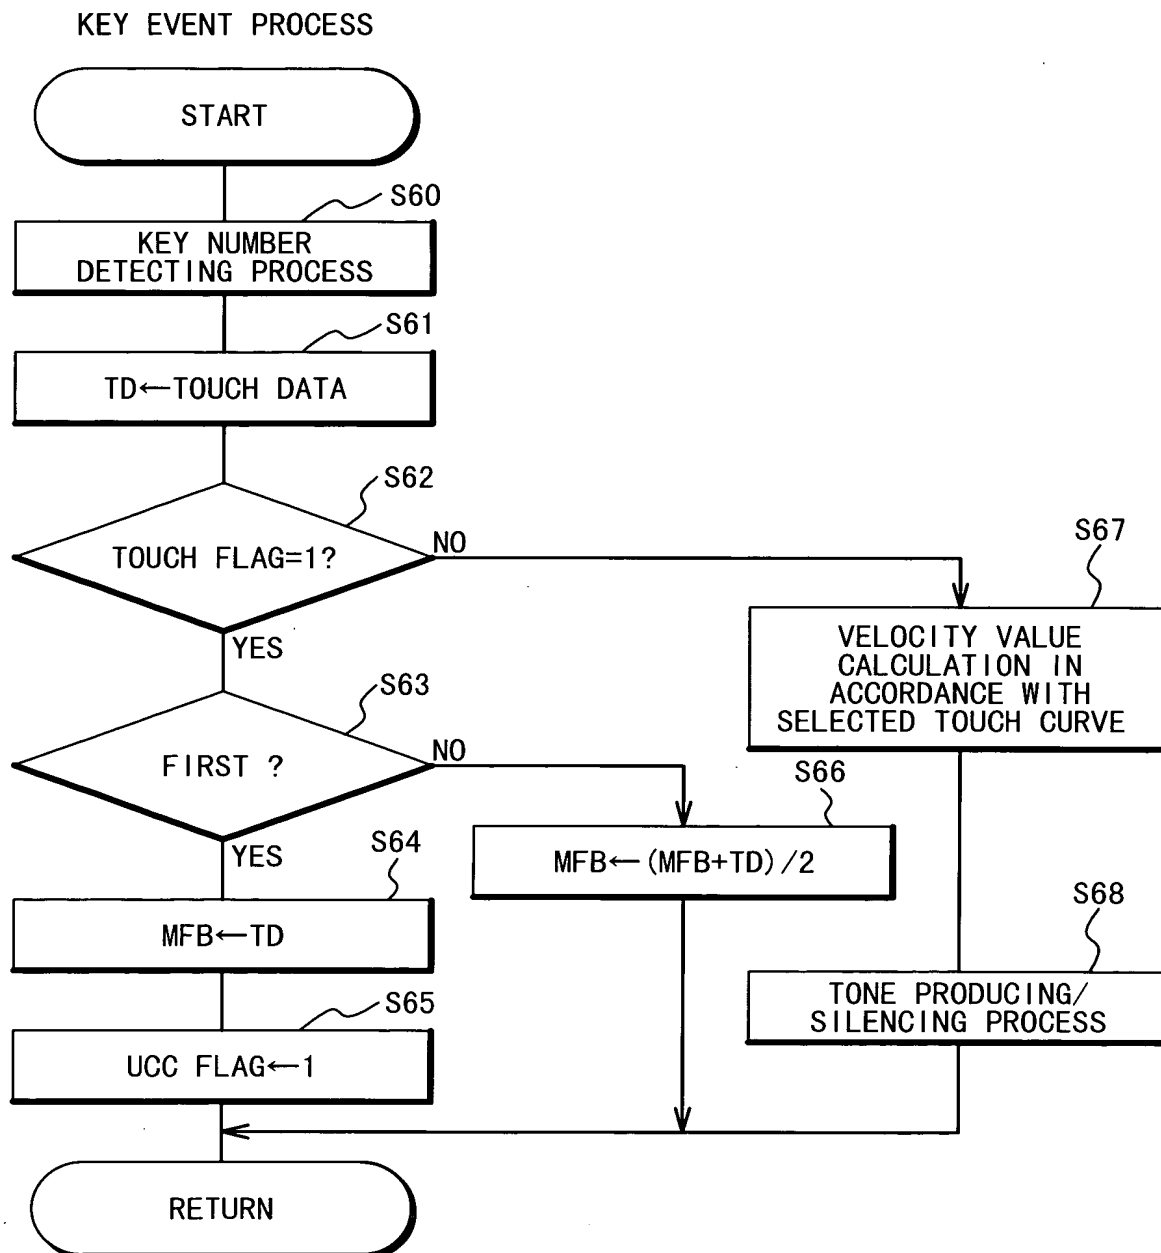 KEY EVENT PROCESS
START
S60
KEY NUMBER
DETECTING PROCESS
S61
TD←TOUCH DATA
S62
TOUCH FLAG=1?
NO
YES
S67
VELOCITY VALUE
CALCULATION IN
ACCORDANCE WITH
SELECTED TOUCH CURVE
S63
FIRST ?
NO
YES
S66
MFB←(MFB+TD)/2
S64
MFB←TD
S68
TONE PRODUCING/
SILENCING PROCESS
S65
UCC FLAG←1
RETURN